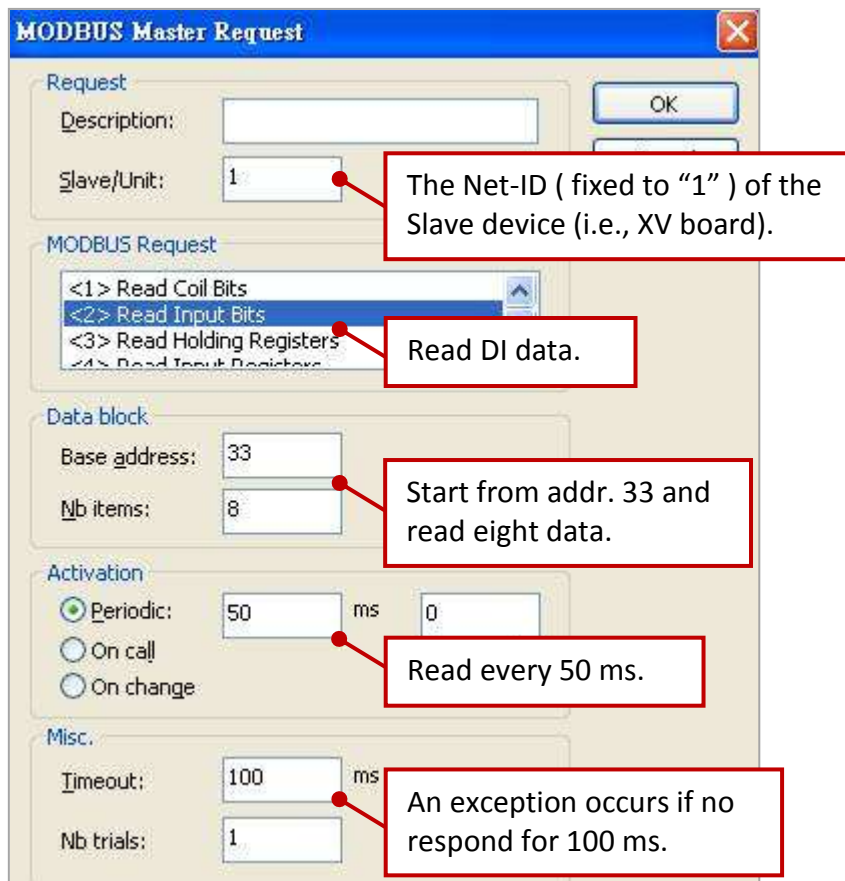 MODBUS Master Request
Request
Description:
OK
Slave/Unit:
1
The Net-ID ( fixed to “1” ) of the
Slave device (i.e., XV board).
MODBUS Request
<1> Read Coil Bits
<2> Read Input Bits
<3> Read Holding Registers
<4> Read Input Registers
Read DI data.
Data block
Base address:
33
Nb items:
8
Start from addr. 33 and
read eight data.
Activation
Periodic:
50
ms
0
On call
On change
Read every 50 ms.
Misc.
Timeout:
100
ms
Nb trials:
1
An exception occurs if no
respond for 100 ms.